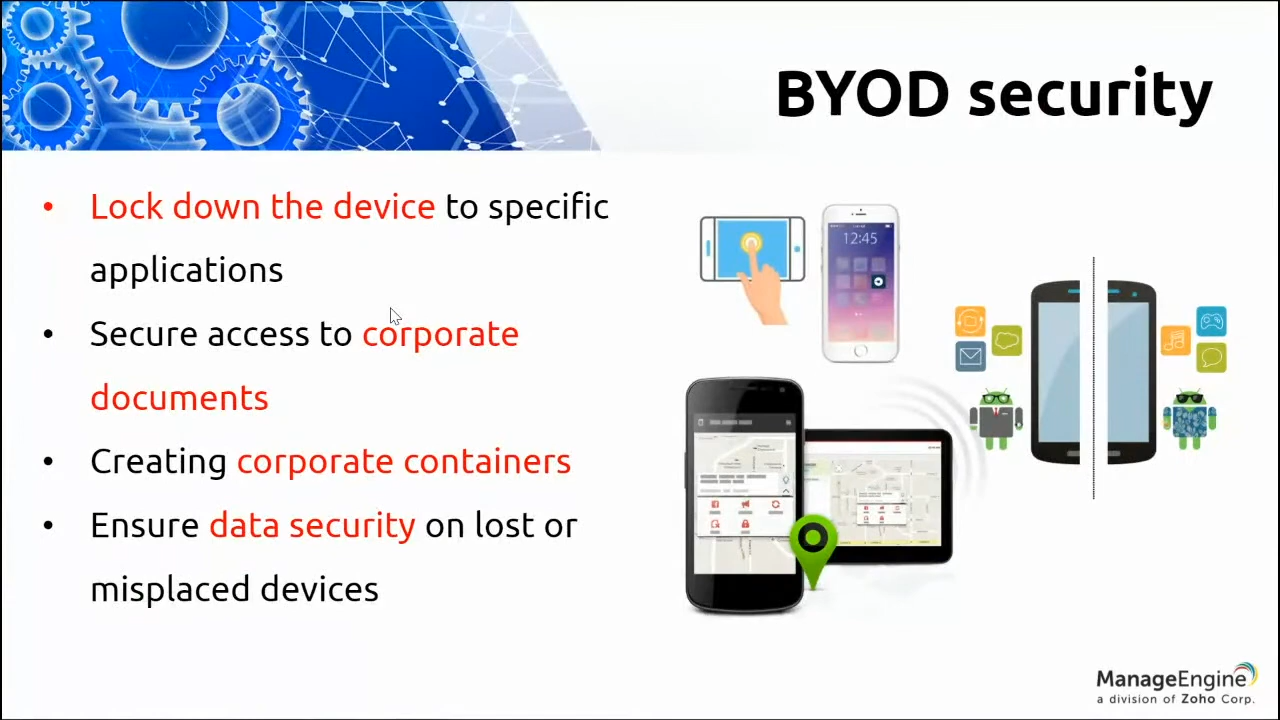 BYOD security
• Lock down the device to specific
applications
• Secure access to corporate
documents
• Creating corporate containers
• Ensure data security on lost or
misplaced devices
12:45
ManageEngine
a division of Zoho Corp.